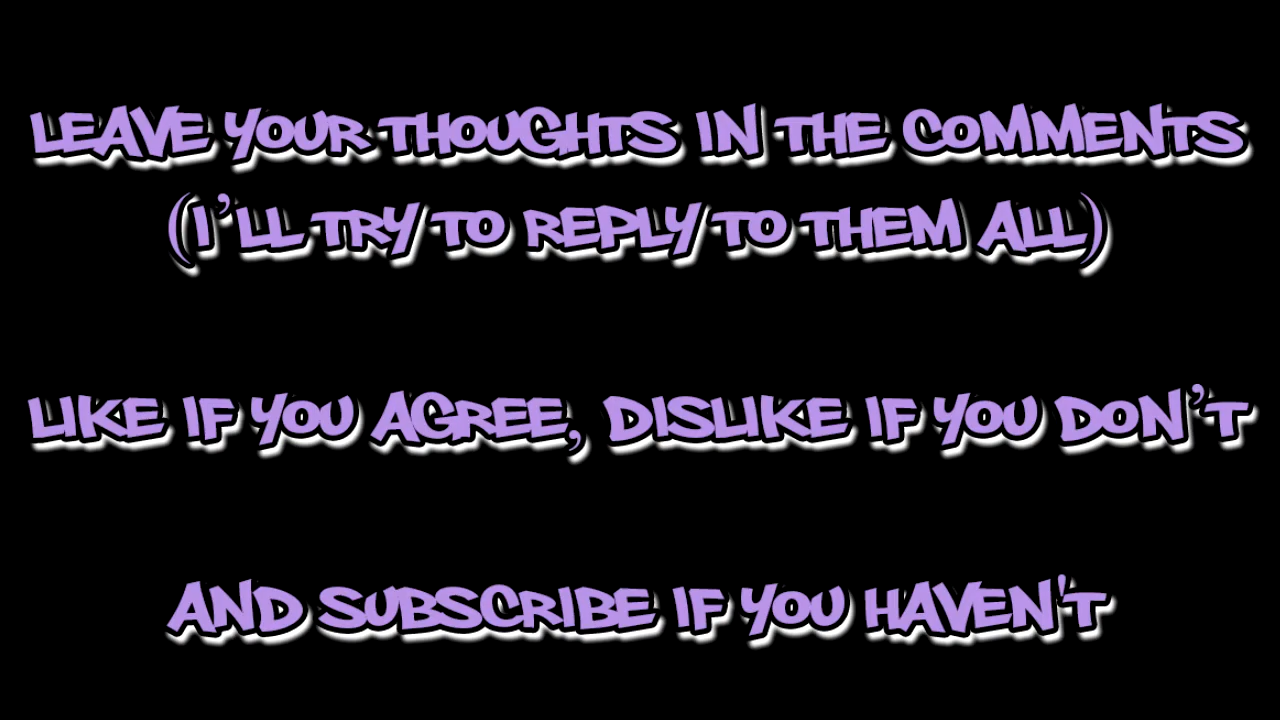 LEAVE YOUR THOUGHTS IN THE COMMENTS
(I'LL TRY TO REPLY TO THEM ALL)
LIKE IF YOU AGREE, DISLIKE IF YOU DON'T
AND SUBSCRIBE IF YOU HAVEN'T